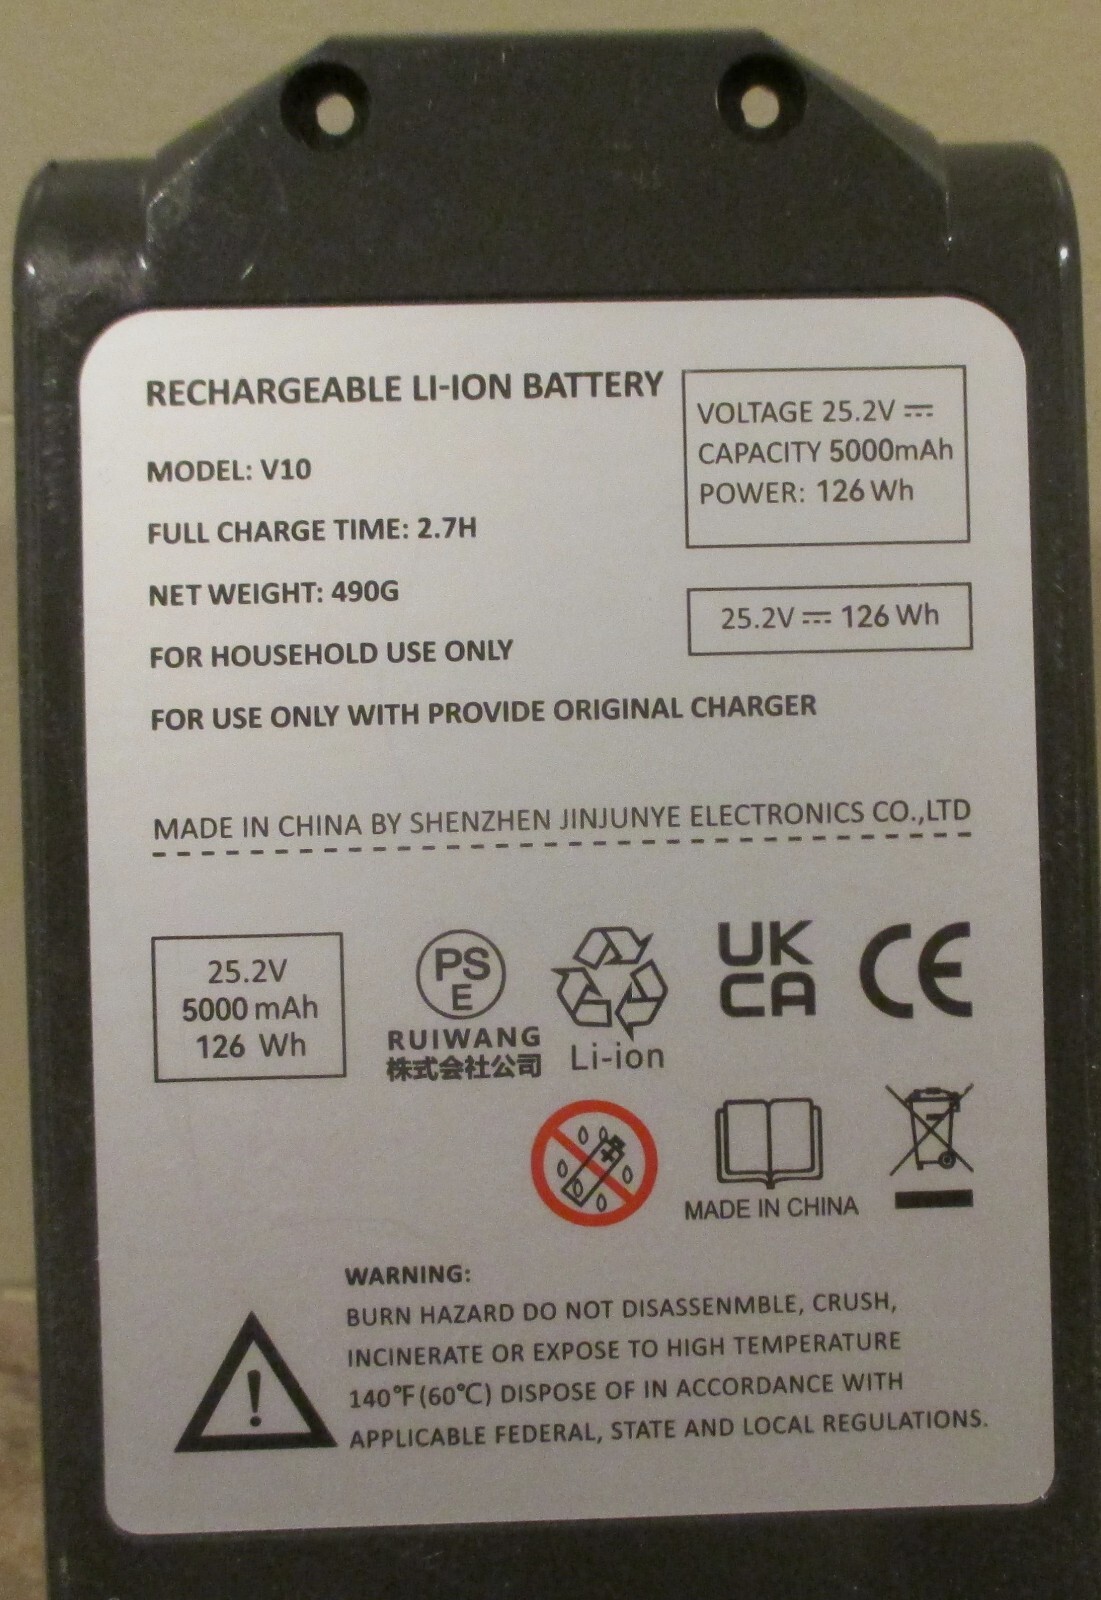 RECHARGEABLE LI-ION BATTERY
MODEL: V10
FULL CHARGE TIME: 2.7H
NET WEIGHT: 490G
FOR HOUSEHOLD USE ONLY
FOR USE ONLY WITH PROVIDE ORIGINAL CHARGER
VOLTAGE 25.2V ⎓
CAPACITY 5000mAh
POWER: 126 Wh
25.2V ⎓ 126 Wh
MADE IN CHINA BY SHENZHEN JINJUNYE ELECTRONICS CO.,LTD
25.2V
5000 mAh
126 Wh
PS
E
RUIWANG
株式会社公司
Li-ion
UK
CA
CE
MADE IN CHINA
WARNING:
BURN HAZARD DO NOT DISASSENMBLE, CRUSH,
INCINERATE OR EXPOSE TO HIGH TEMPERATURE
140℉(60℃) DISPOSE OF IN ACCORDANCE WITH
APPLICABLE FEDERAL, STATE AND LOCAL REGULATIONS.